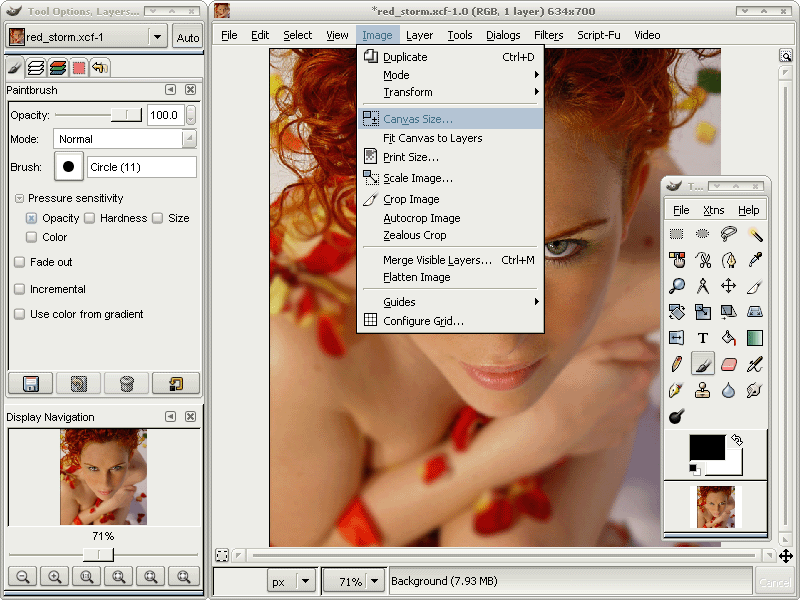 Tool Options, Layers...
red_storm.xcf-1
Auto
Paintbrush
Opacity:
100.0
Mode:
Normal
Brush:
Circle (11)
Pressure sensitivity
Opacity
Hardness
Size
Color
Fade out
Incremental
Use color from gradient
Display Navigation
71%
*red_storm.xcf-1.0 (RGB, 1 layer) 634x700
File Edit Select View Image Layer Tools Dialogs Filters Script-Fu Video
Duplicate Ctrl+D
Mode
Transform
Canvas Size...
Fit Canvas to Layers
Print Size...
Scale Image...
Crop Image
Autocrop Image
Zealous Crop
Merge Visible Layers... Ctrl+M
Flatten Image
Guides
Configure Grid...
T...
File Xtns Help
px
71%
Background (7.93 MB)
Cancel